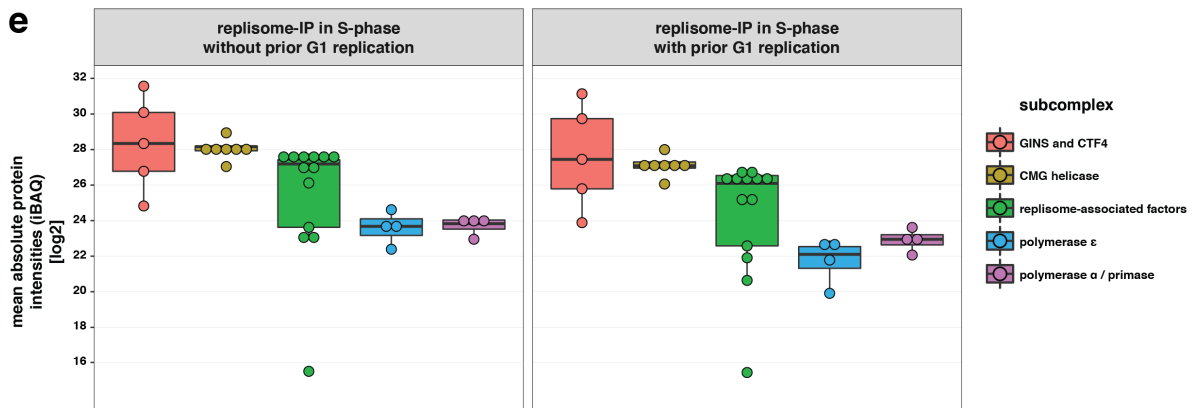 e
replisome-IP in S-phase
without prior G1 replication
replisome-IP in S-phase
with prior G1 replication
mean absolute protein
intensities (iBAQ)
[log2]
32
30
28
26
24
22
20
18
16
subcomplex
GINS and CTF4
CMG helicase
replisome-associated factors
polymerase ε
polymerase α / primase